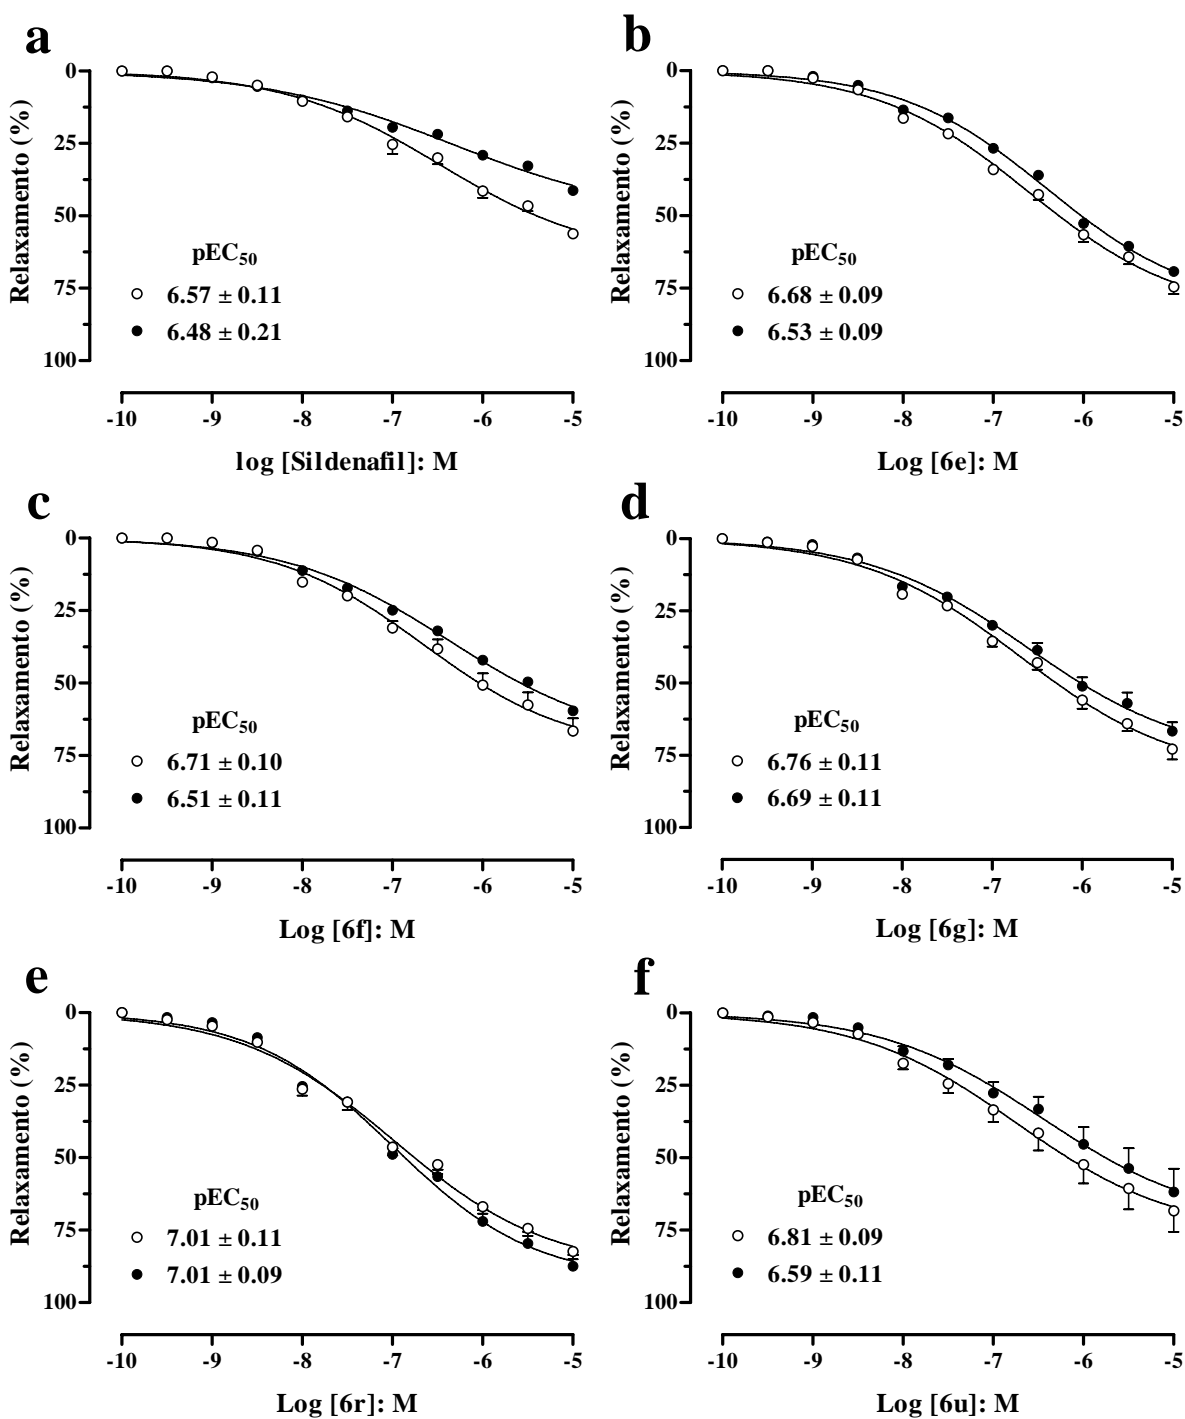 a
0
25
50
75
100
Relaxamento (%)
pEC50
6.57 ± 0.11
6.48 ± 0.21
-10 -9 -8 -7 -6 -5
log [Sildenafil]: M
b
0
25
50
75
100
Relaxamento (%)
pEC50
6.68 ± 0.09
6.53 ± 0.09
-10 -9 -8 -7 -6 -5
Log [6e]: M
c
0
25
50
75
100
Relaxamento (%)
pEC50
6.71 ± 0.10
6.51 ± 0.11
-10 -9 -8 -7 -6 -5
Log [6f]: M
d
0
25
50
75
100
Relaxamento (%)
pEC50
6.76 ± 0.11
6.69 ± 0.11
-10 -9 -8 -7 -6 -5
Log [6g]: M
e
0
25
50
75
100
Relaxamento (%)
pEC50
7.01 ± 0.11
7.01 ± 0.09
-10 -9 -8 -7 -6 -5
Log [6r]: M
f
0
25
50
75
100
Relaxamento (%)
pEC50
6.81 ± 0.09
6.59 ± 0.11
-10 -9 -8 -7 -6 -5
Log [6u]: M